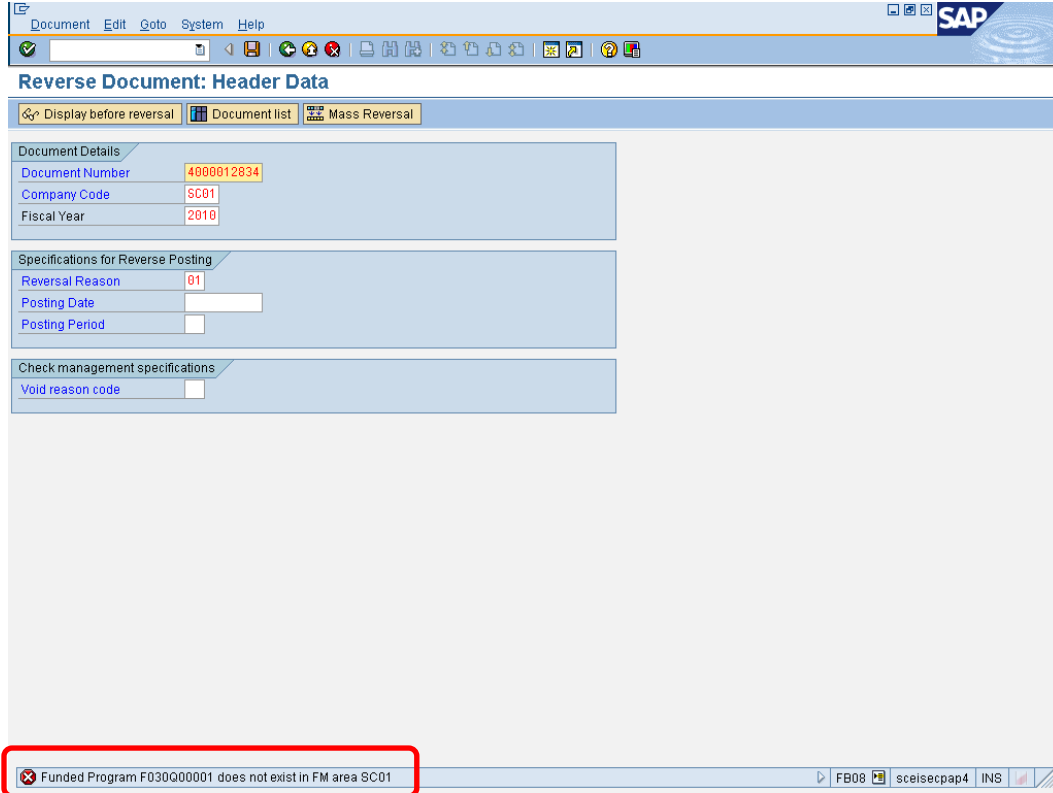 Document Edit Goto System Help
SAP
Reverse Document: Header Data
Display before reversal Document list Mass Reversal
Document Details
Document Number 4000012834
Company Code SC01
Fiscal Year 2010
Specifications for Reverse Posting
Reversal Reason 01
Posting Date
Posting Period
Check management specifications
Void reason code
Funded Program F030Q00001 does not exist in FM area SC01 FB08 sceisecpap4 INS